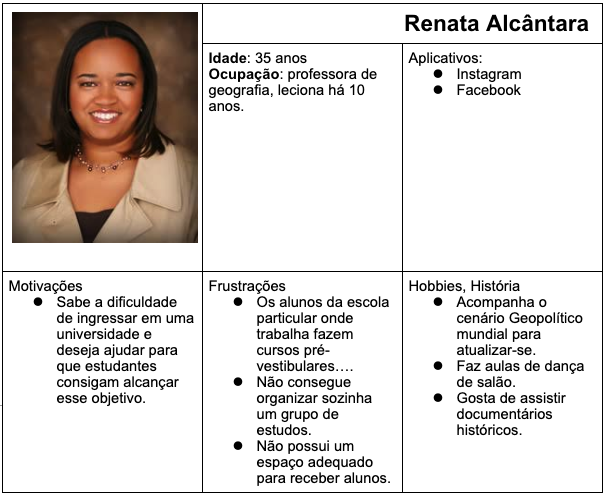 Renata Alcântara
Idade: 35 anos
Ocupação: professora de
geografia, leciona há 10
anos.
Aplicativos:
● Instagram
● Facebook
Motivações
● Sabe a dificuldade
de ingressar em uma
universidade e
deseja ajudar para
que estudantes
consigam alcançar
esse objetivo.
Frustrações
● Os alunos da escola
particular onde
trabalha fazem
cursos pré-
vestibulares….
● Não consegue
organizar sozinha
um grupo de
estudos.
● Não possui um
espaço adequado
para receber alunos.
Hobbies, História
● Acompanha o
cenário Geopolítico
mundial para
atualizar-se.
● Faz aulas de dança
de salão.
● Gosta de assistir
documentários
históricos.